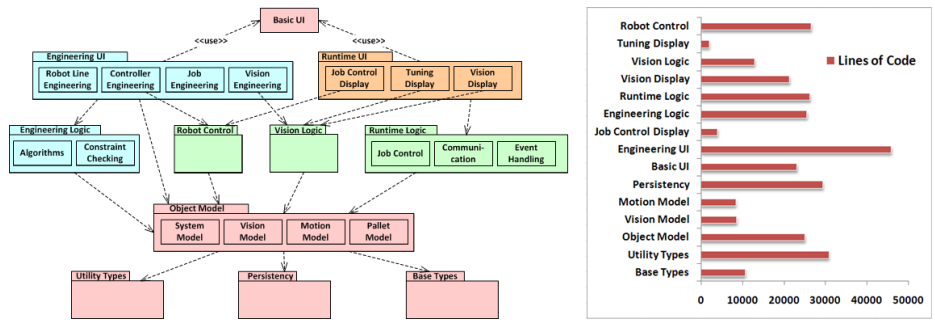 Basic UI
<<use>>
<<use>>
Engineering UI
Robot Line
Engineering
Controller
Engineering
Job
Engineering
Vision
Engineering
Runtime UI
Job Control
Display
Tuning
Display
Vision
Display
Engineering Logic
Algorithms
Constraint
Checking
Robot Control
Vision Logic
Runtime Logic
Job Control
Communi-
cation
Event
Handling
Object Model
System
Model
Vision
Model
Motion
Model
Pallet
Model
Utility Types
Persistency
Base Types
Robot Control
Tuning Display
Vision Logic
Vision Display
Runtime Logic
Engineering Logic
Job Control Display
Engineering UI
Basic UI
Persistency
Motion Model
Vision Model
Object Model
Utility Types
Base Types
Lines of Code
0 10000 20000 30000 40000 50000